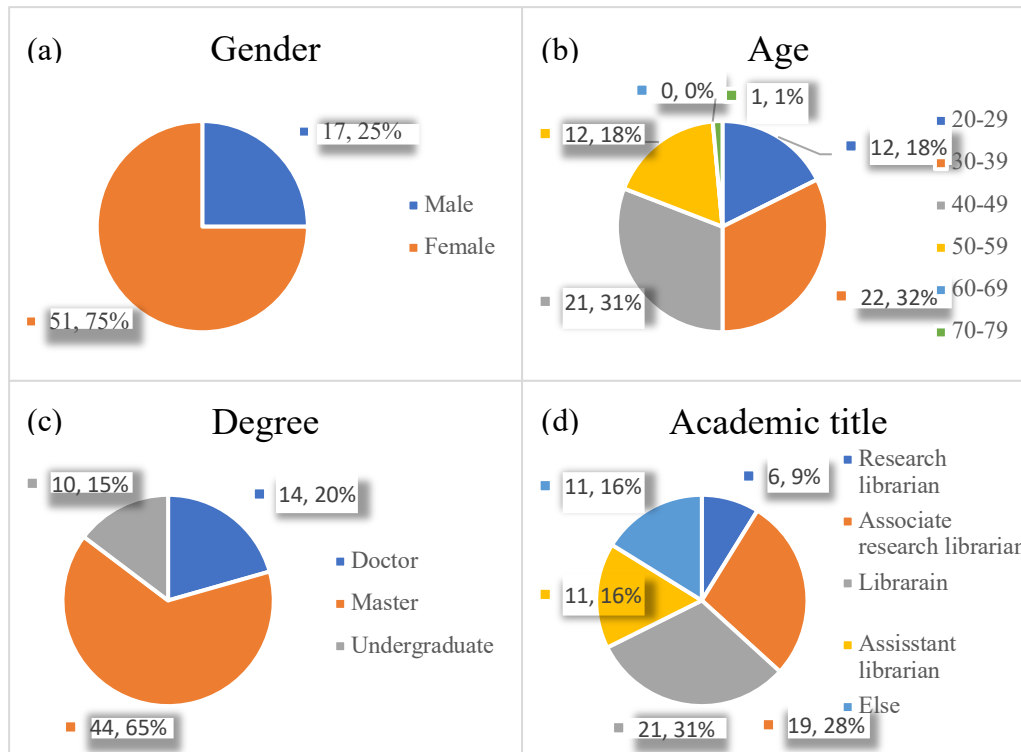 (a)
Gender
17, 25%
Male
Female
51, 75%
(b)
Age
0, 0%
1, 1%
12, 18%
12, 18%
21, 31%
22, 32%
20-29
30-39
40-49
50-59
60-69
70-79
(c)
Degree
10, 15%
14, 20%
Doctor
Master
Undergraduate
44, 65%
(d)
Academic title
11, 16%
6, 9%
11, 16%
21, 31%
19, 28%
Research
librarian
Associate
research librarian
Librarain
Assisstant
librarian
Else